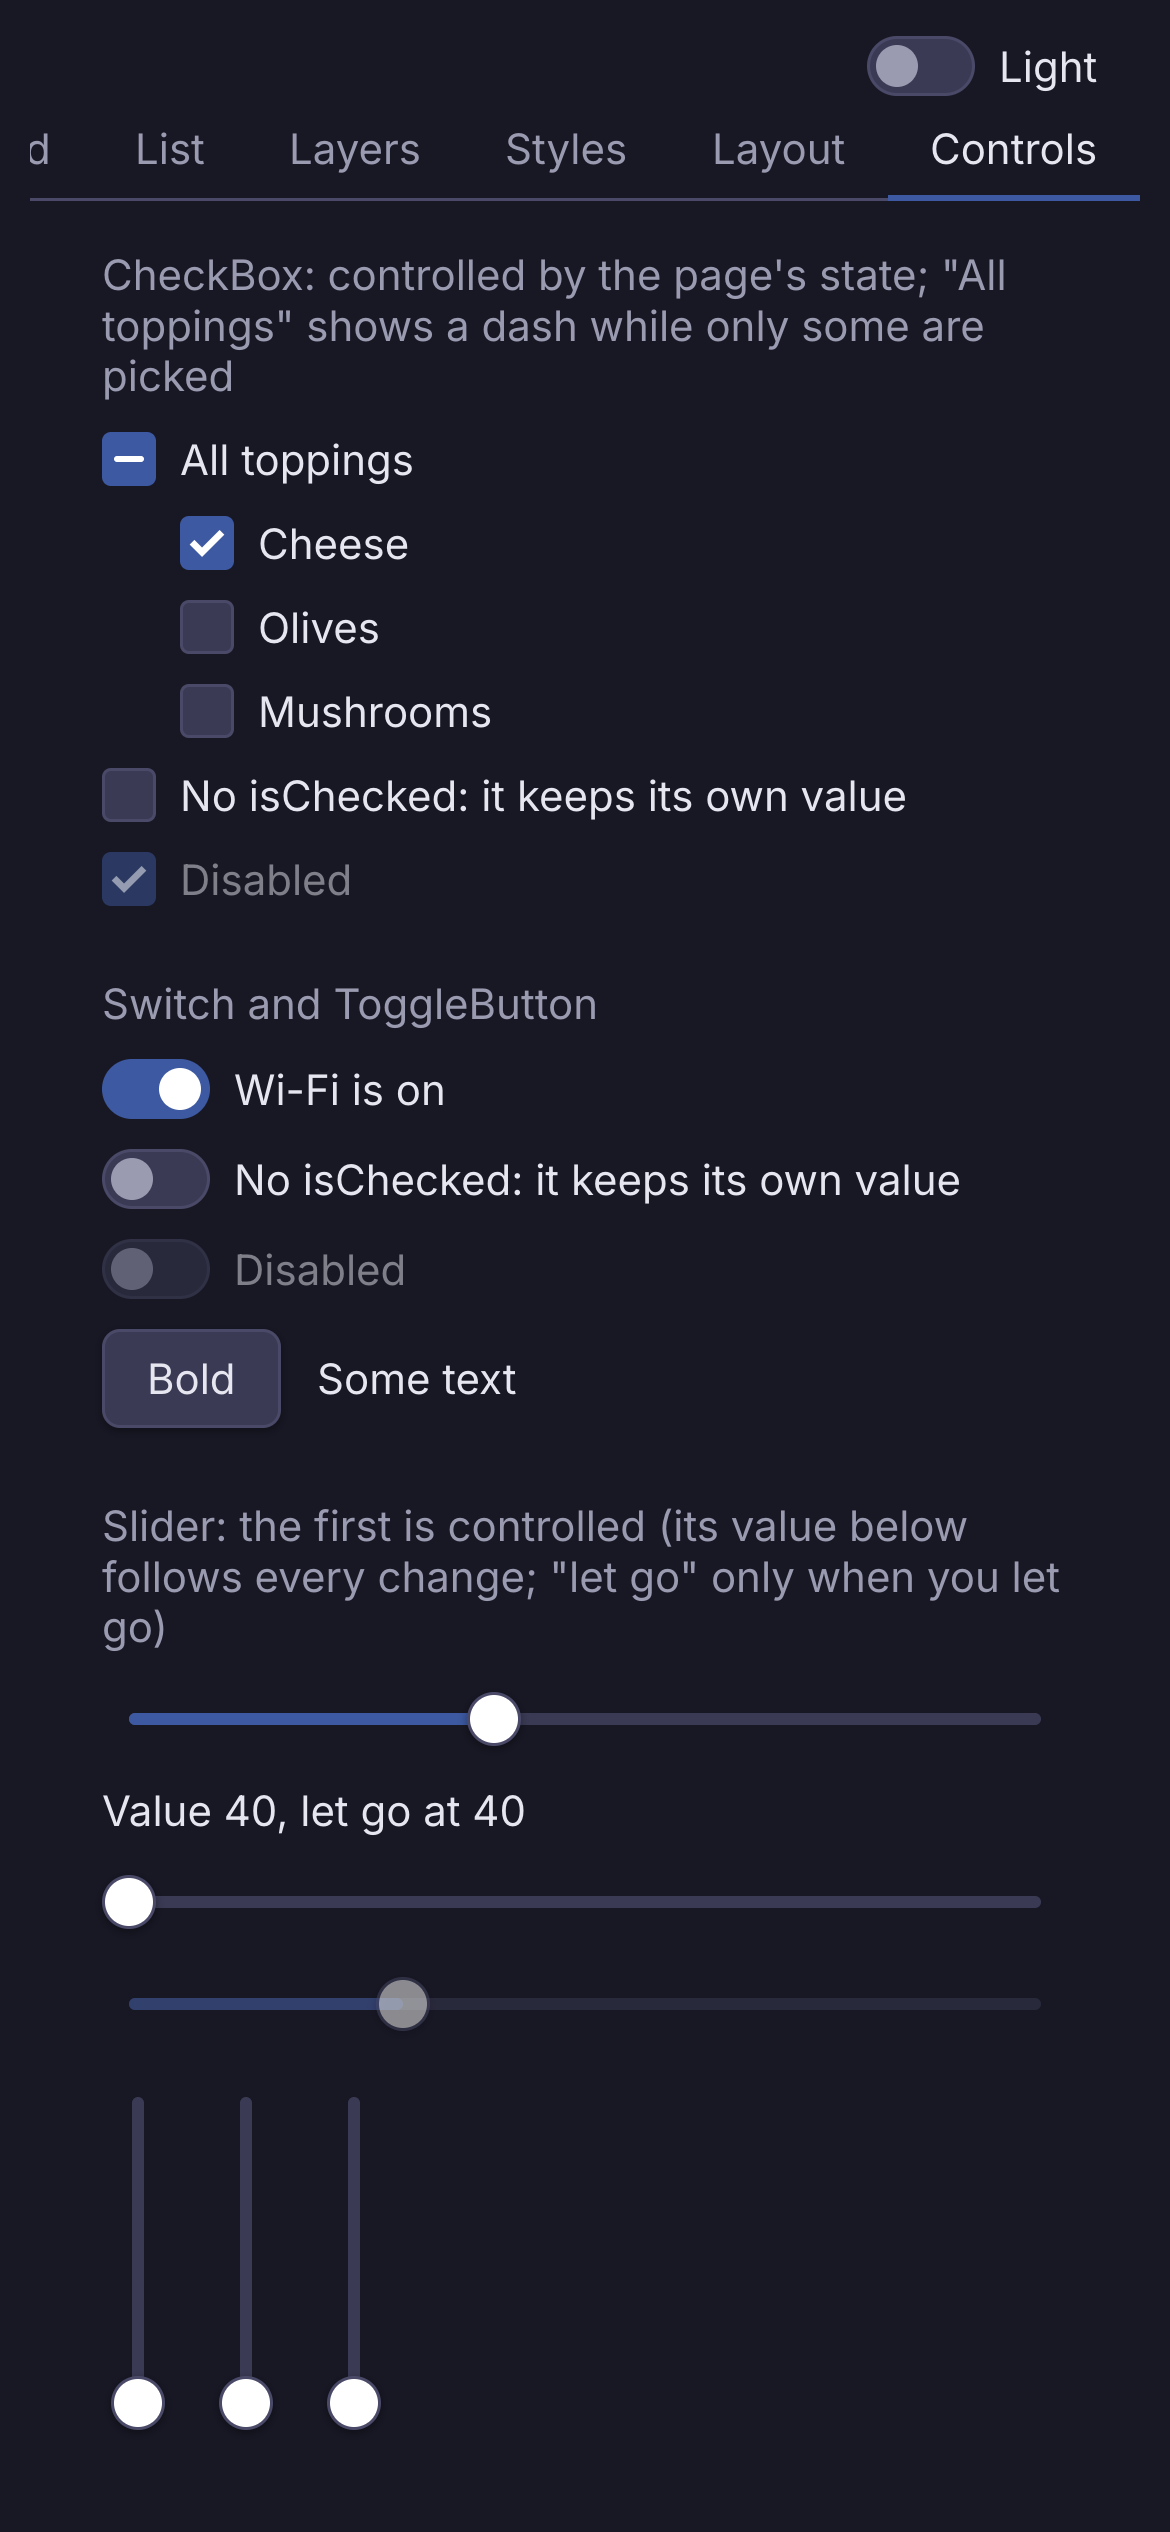 Light
d List Layers Styles Layout Controls
CheckBox: controlled by the page's state; "All
toppings" shows a dash while only some are
picked
All toppings
Cheese
Olives
Mushrooms
No isChecked: it keeps its own value
Disabled
Switch and ToggleButton
Wi-Fi is on
No isChecked: it keeps its own value
Disabled
Bold Some text
Slider: the first is controlled (its value below
follows every change; "let go" only when you let
go)
Value 40, let go at 40